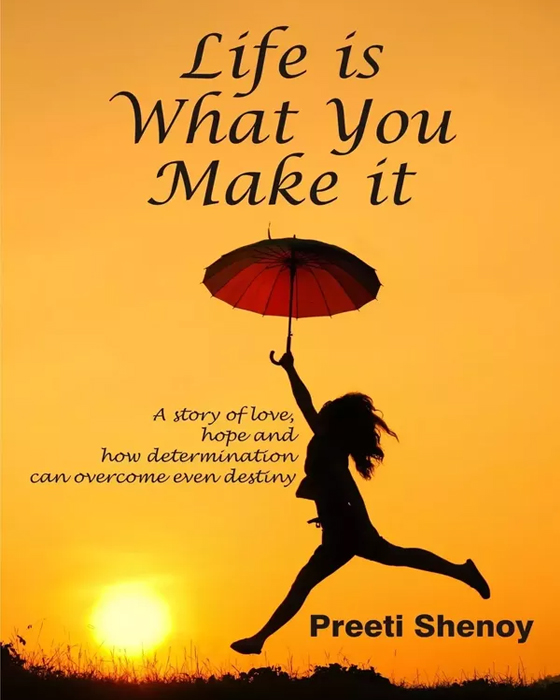 Life is
What You
Make it
A story of love,
hope and
how determination
can overcome even destiny
Preeti Shenoy